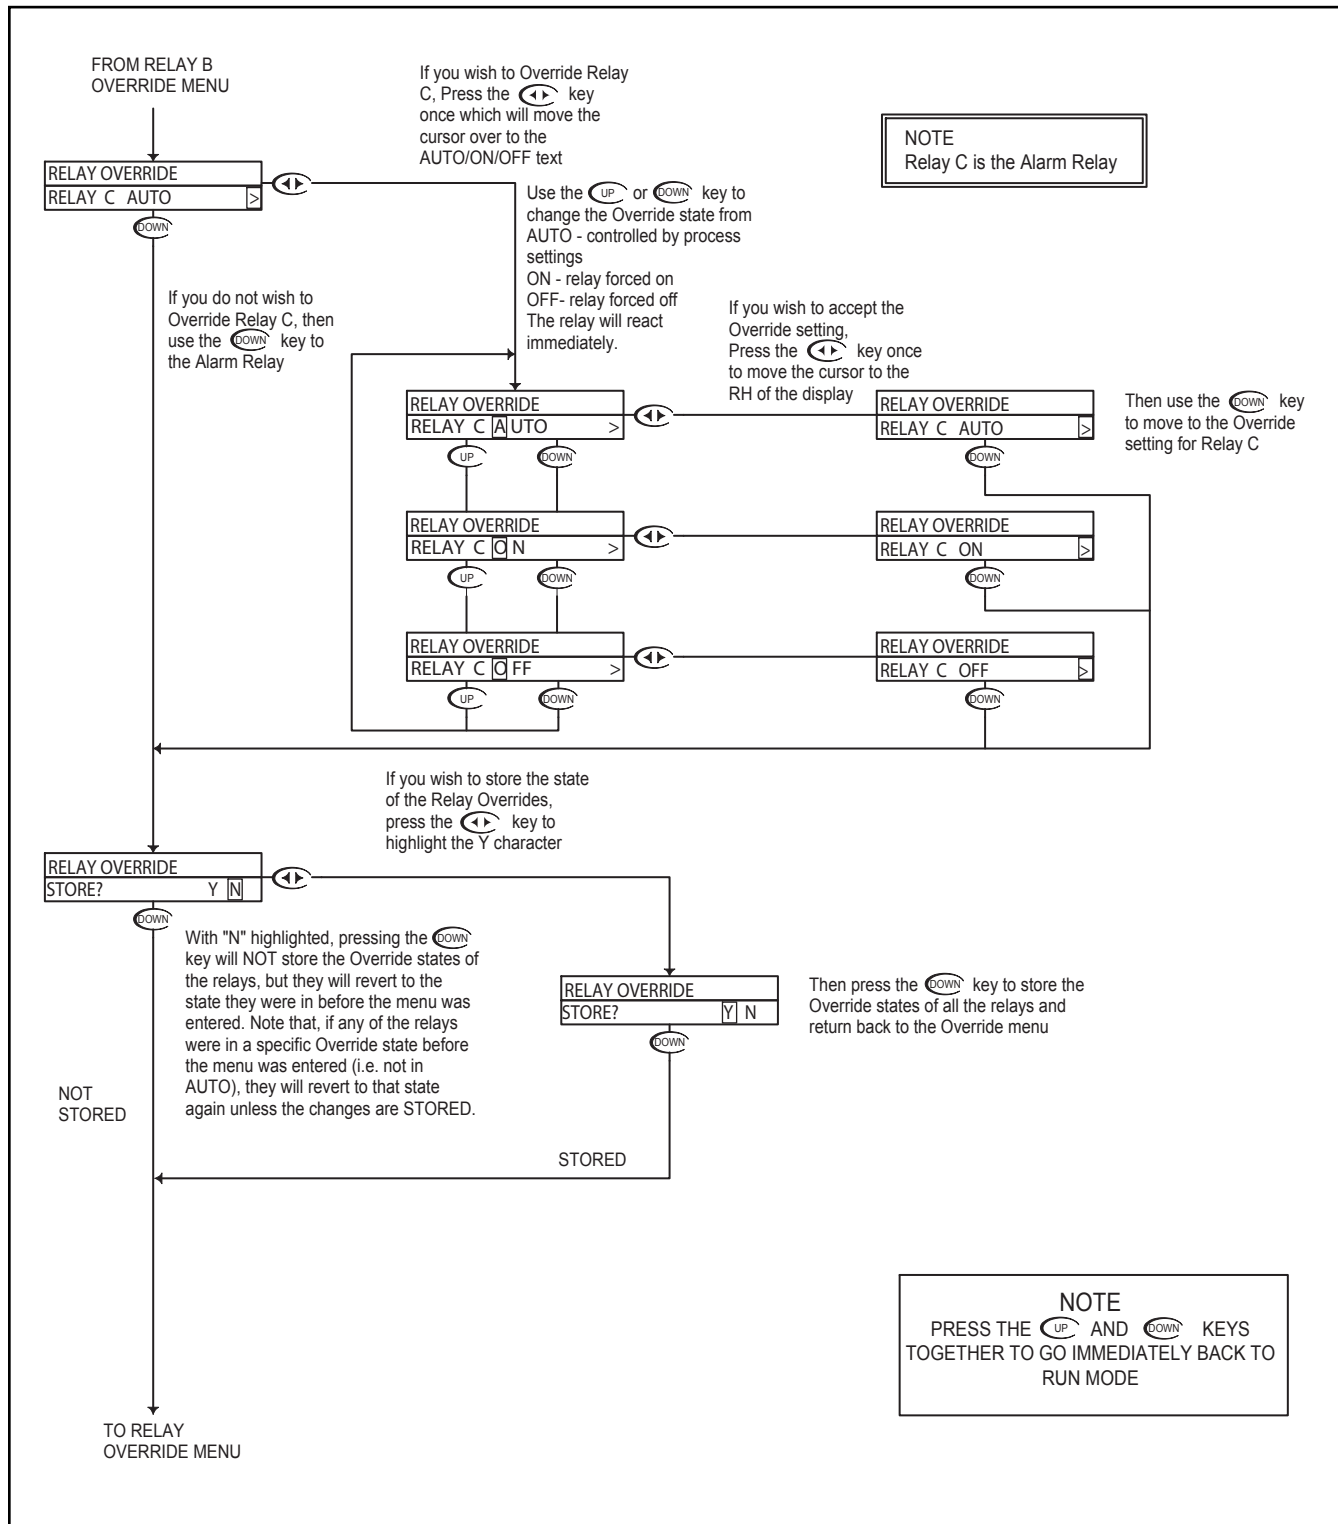 FROM RELAY B
OVERRIDE MENU
If you wish to Override Relay
C, Press the key
once which will move the
cursor over to the
AUTO/ON/OFF text
NOTE
Relay C is the Alarm Relay
RELAY OVERRIDE
RELAY C AUTO >
DOWN
Use the UP or DOWN key to
change the Override state from
AUTO - controlled by process
settings
ON - relay forced on
OFF- relay forced off
The relay will react
immediately.
If you do not wish to
Override Relay C, then
use the DOWN key to
the Alarm Relay
If you wish to accept the
Override setting,
Press the key once
to move the cursor to the
RH of the display
RELAY OVERRIDE
RELAY C AUTO >
UP DOWN
RELAY OVERRIDE
RELAY C AUTO >
DOWN
Then use the DOWN key
to move to the Override
setting for Relay C
RELAY OVERRIDE
RELAY C ON >
UP DOWN
RELAY OVERRIDE
RELAY C ON >
DOWN
RELAY OVERRIDE
RELAY C OFF >
UP DOWN
RELAY OVERRIDE
RELAY C OFF >
DOWN
If you wish to store the state
of the Relay Overrides,
press the key to
highlight the Y character
RELAY OVERRIDE
STORE? Y N
DOWN
With "N" highlighted, pressing the DOWN
key will NOT store the Override states of
the relays, but they will revert to the
state they were in before the menu was
entered. Note that, if any of the relays
were in a specific Override state before
the menu was entered (i.e. not in
AUTO), they will revert to that state
again unless the changes are STORED.
RELAY OVERRIDE
STORE? Y N
DOWN
Then press the DOWN key to store the
Override states of all the relays and
return back to the Override menu
NOT
STORED
STORED
NOTE
PRESS THE UP AND DOWN KEYS
TOGETHER TO GO IMMEDIATELY BACK TO
RUN MODE
TO RELAY
OVERRIDE MENU